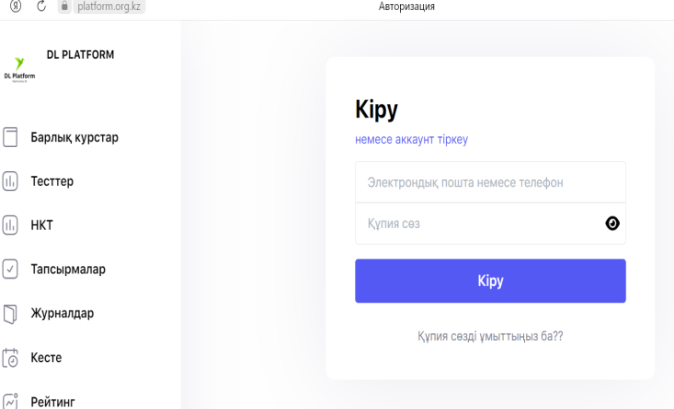 platform.org.kz
Авторизация
DL PLATFORM
DL Platform
Барлық курстар
Тесттер
НКТ
Тапсырмалар
Журналдар
Кесте
Рейтинг
Кіру
немесе аккаунт тіркеу
Электрондық пошта немесе телефон
Құпия сөз
Кіру
Құпия сөзді ұмыттыңыз ба??